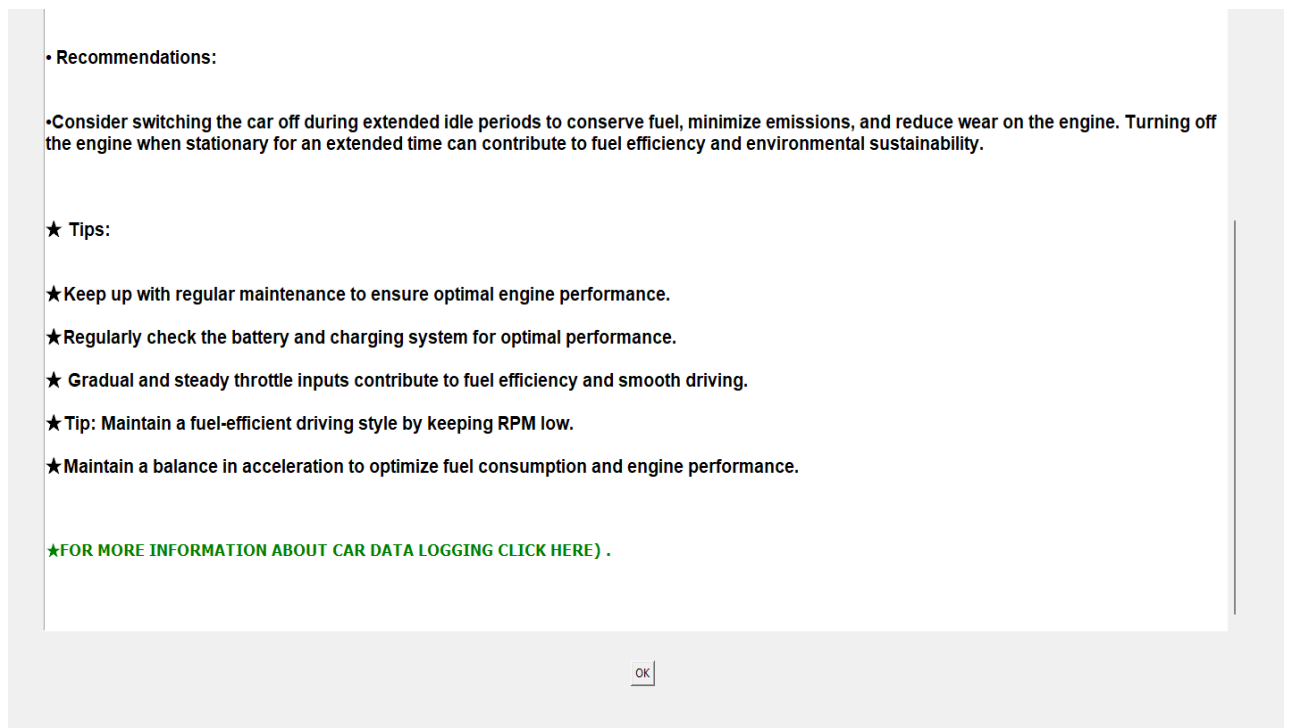 • Recommendations:
•Consider switching the car off during extended idle periods to conserve fuel, minimize emissions, and reduce wear on the engine. Turning off
the engine when stationary for an extended time can contribute to fuel efficiency and environmental sustainability.
★ Tips:
★Keep up with regular maintenance to ensure optimal engine performance.
★Regularly check the battery and charging system for optimal performance.
★ Gradual and steady throttle inputs contribute to fuel efficiency and smooth driving.
★Tip: Maintain a fuel-efficient driving style by keeping RPM low.
★Maintain a balance in acceleration to optimize fuel consumption and engine performance.
★FOR MORE INFORMATION ABOUT CAR DATA LOGGING CLICK HERE) .
OK